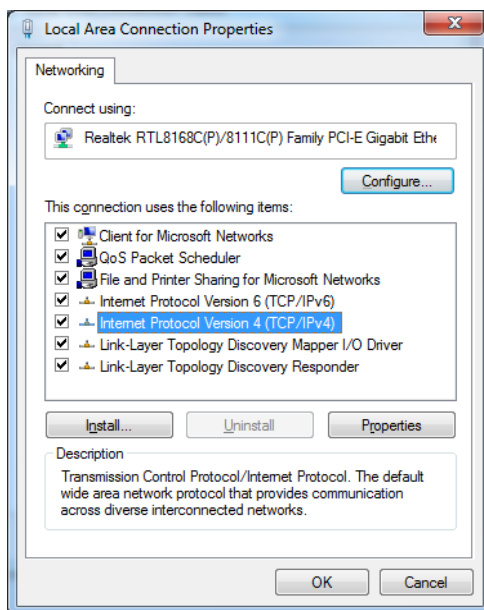 Local Area Connection Properties
Networking
Connect using:
Realtek RTL8168C(P)/8111C(P) Family PCI-E Gigabit Ethe
Configure...
This connection uses the following items:
Client for Microsoft Networks
QoS Packet Scheduler
File and Printer Sharing for Microsoft Networks
Internet Protocol Version 6 (TCP/IPv6)
Internet Protocol Version 4 (TCP/IPv4)
Link-Layer Topology Discovery Mapper I/O Driver
Link-Layer Topology Discovery Responder
Install... Uninstall Properties
Description
Transmission Control Protocol/Internet Protocol. The default
wide area network protocol that provides communication
across diverse interconnected networks.
OK Cancel